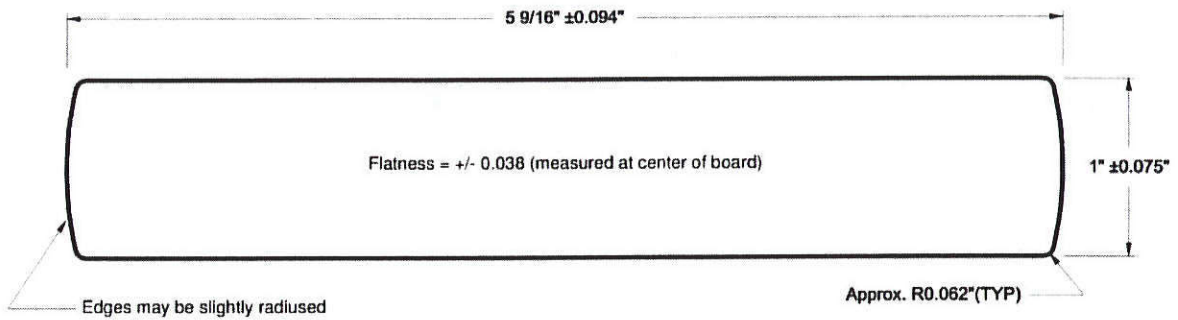 5 9/16" ±0.094"
Flatness = +/- 0.038 (measured at center of board)
1" ±0.075"
Edges may be slightly radiused
Approx. R0.062"(TYP)